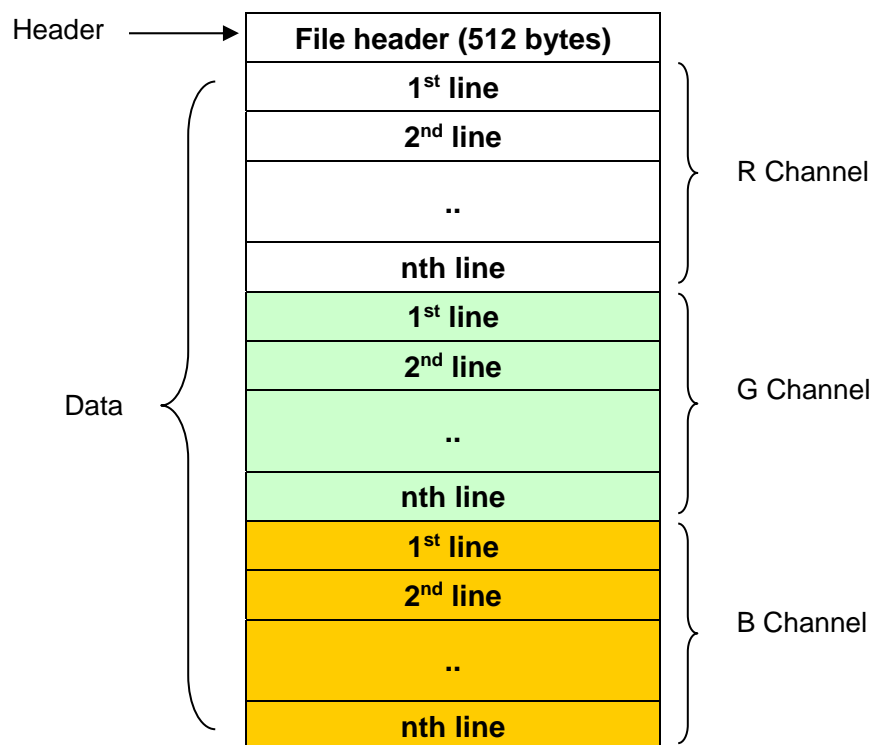 Header
File header (512 bytes)
1st line
2nd line
..
nth line
R Channel
1st line
2nd line
..
nth line
G Channel
Data
1st line
2nd line
..
nth line
B Channel